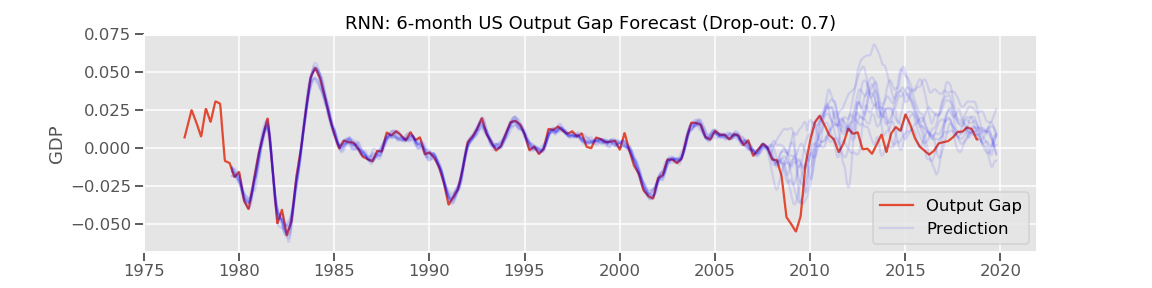 RNN: 6-month US Output Gap Forecast (Drop-out: 0.7)
0.075
0.050
0.025
0.000
−0.025
−0.050
GDP
Output Gap
Prediction
1975 1980 1985 1990 1995 2000 2005 2010 2015 2020